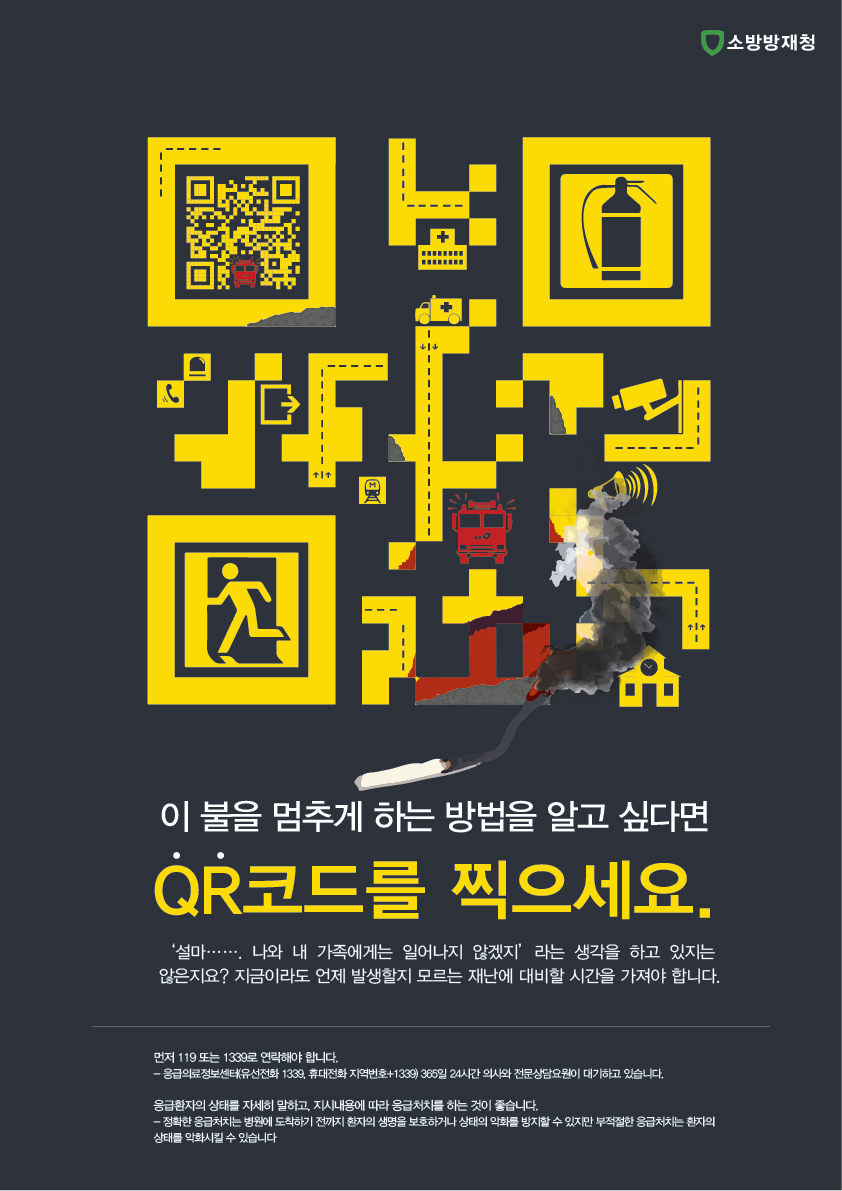 소방방재청
M
이 불을 멈추게 하는 방법을 알고 싶다면
QR코드를 찍으세요.
‘설마……. 나와 내 가족에게는 일어나지 않겠지’ 라는 생각을 하고 있지는
않은지요? 지금이라도 언제 발생할지 모르는 재난에 대비할 시간을 가져야 합니다.
먼저 119 또는 1339로 연락해야 합니다.
– 응급의료정보센터(유선전화 1339, 휴대전화 지역번호+1339) 365일 24시간 의사와 전문상담요원이 대기하고 있습니다.
응급환자의 상태를 자세히 말하고, 지시내용에 따라 응급처치를 하는 것이 좋습니다.
– 정확한 응급처치는 병원에 도착하기 전까지 환자의 생명을 보호하거나 상태의 악화를 방지할 수 있지만 부적절한 응급처치는 환자의
상태를 악화시킬 수 있습니다